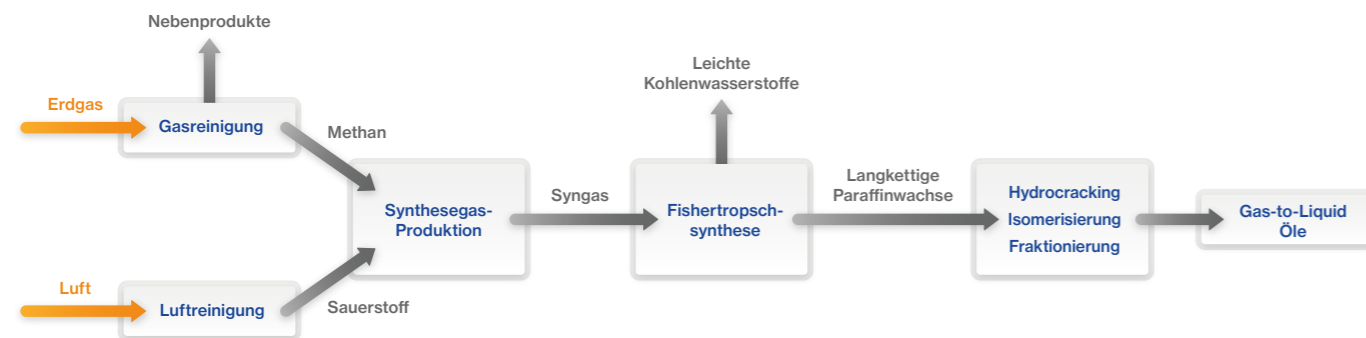 Nebenprodukte
Erdgas
Gasreinigung
Methan
Luft
Luftreinigung
Sauerstoff
Synthesegas-
Produktion
Syngas
Leichte
Kohlenwasserstoffe
Fishertropsch-
synthese
Langkettige
Paraffinwachse
Hydrocracking
Isomerisierung
Fraktionierung
Gas-to-Liquid
Öle